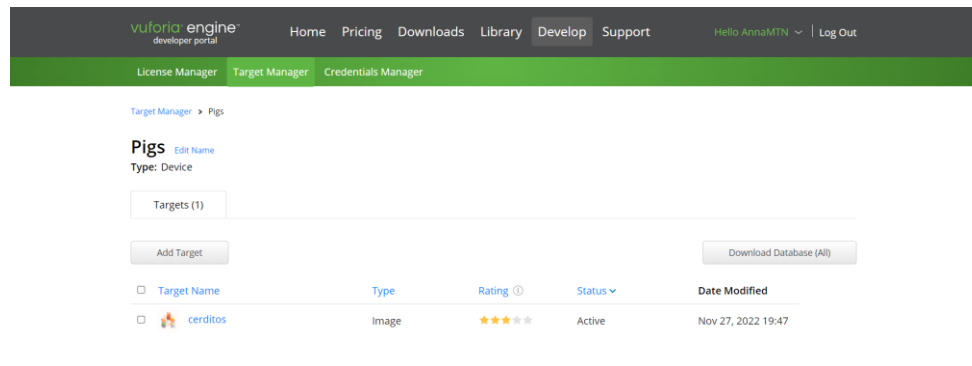 vuforia engine™
developer portal
Home Pricing Downloads Library Develop Support
Hello AnnaMTN | Log Out
License Manager Target Manager Credentials Manager
Target Manager > Pigs
Pigs Edit Name
Type: Device
Targets (1)
Add Target Download Database (All)
Target Name Type Rating Status Date Modified
cerditos Image Active Nov 27, 2022 19:47